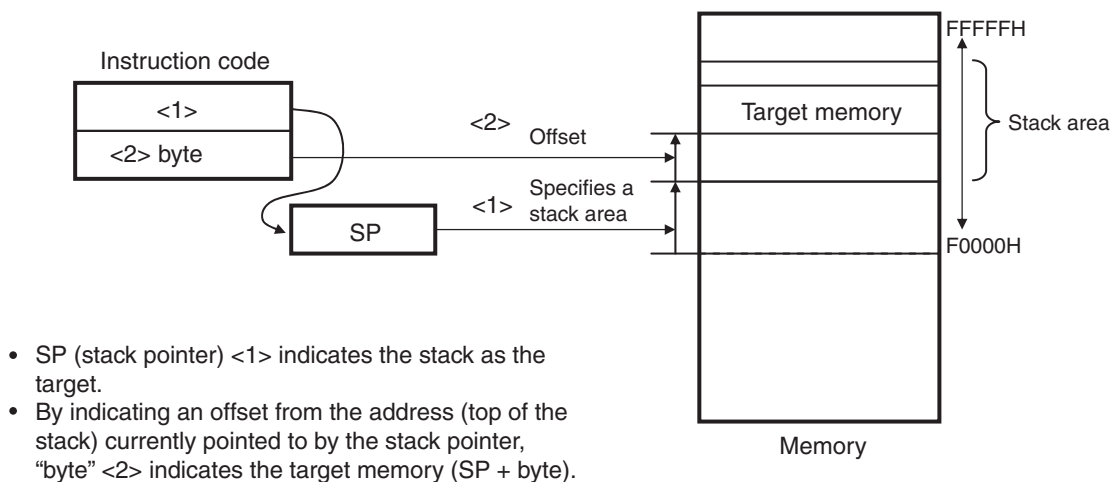 FFFFFH
Instruction code
<1>
<2> byte
<2> Offset
Target memory
Stack area
Specifies a
<1> stack area
SP
F0000H
• SP (stack pointer) <1> indicates the stack as the
target.
• By indicating an offset from the address (top of the
stack) currently pointed to by the stack pointer,
“byte” <2> indicates the target memory (SP + byte).
Memory